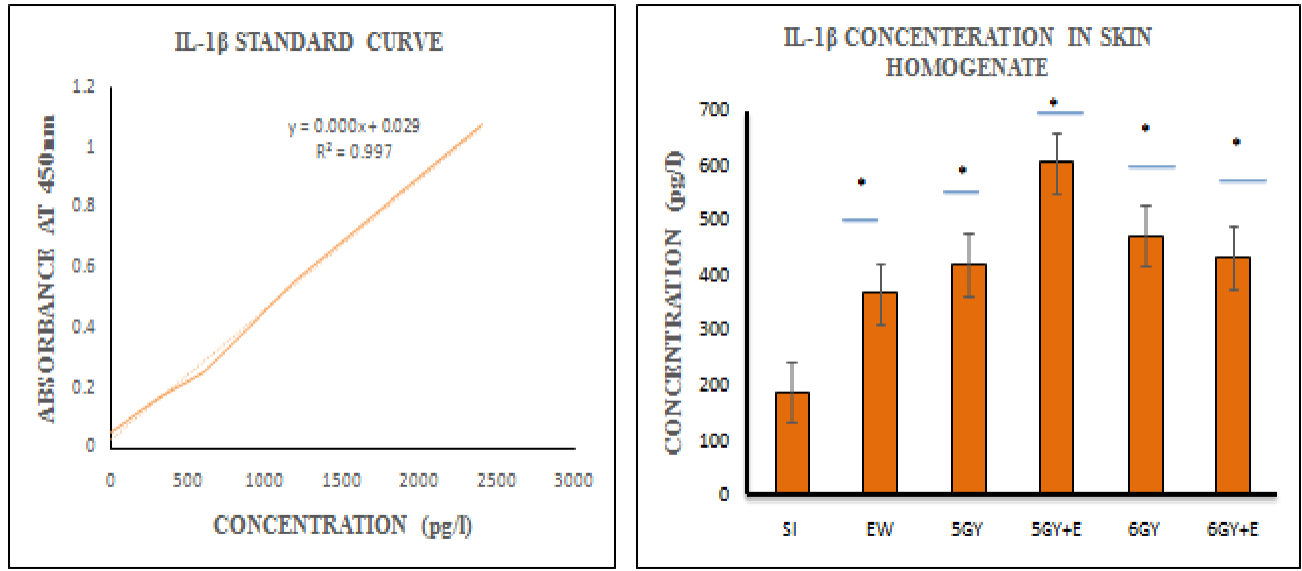 IL-1β STANDARD CURVE
ABSORBANCE AT 450nm
1.2
1
0.8
0.6
0.4
0.2
0
y = 0.000x + 0.029
R² = 0.997
0 500 1000 1500 2000 2500 3000
CONCENTRATION (pg/l)
IL-1β CONCENTERATION IN SKIN
HOMOGENATE
CONCENTRATION (pg/l)
700
600
500
400
300
200
100
0
* * * * *
SI EW 5GY 5GY+E 6GY 6GY+E